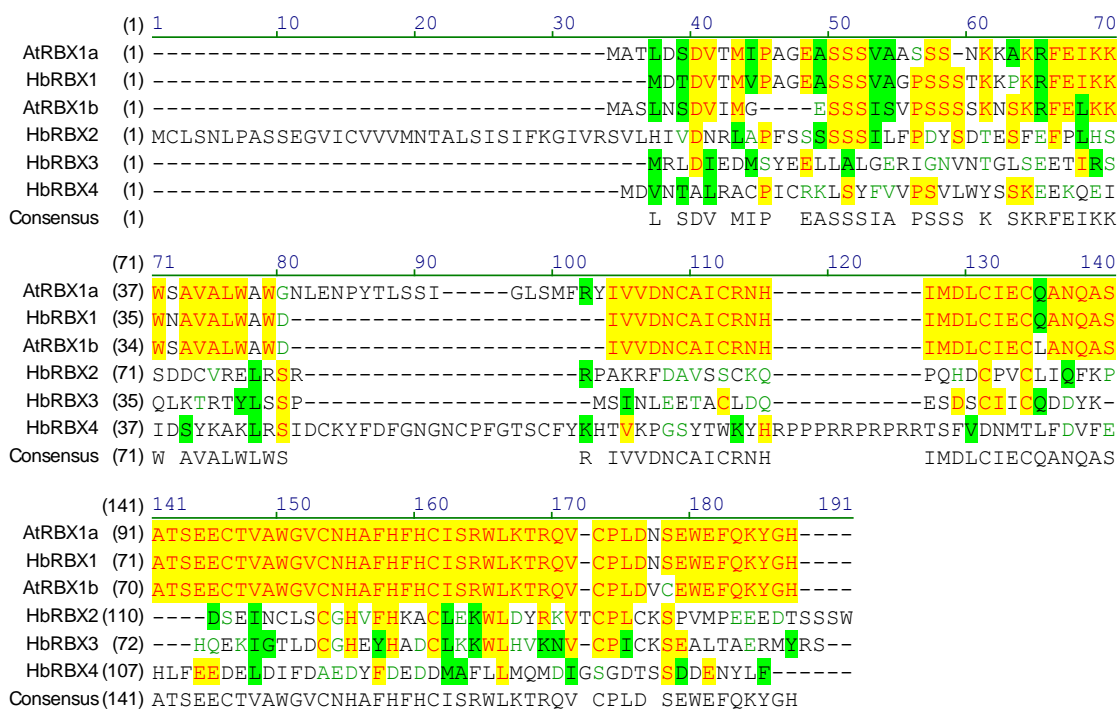 (1) 1 10 20 30 40 50 60 70
AtRBX1a (1) ---------------------------------MATLDSDVTMIPAGEASSSVAASSS-NKKAKRFEIKK
HbRBX1 (1) ------------------------------------MDTDVTMVPAGEASSSVAGPSSSTKKPKRFEIKK
AtRBX1b (1) ---------------------------------MASLNSDVIMG----ESSSISVPSSSSKNSKRFELKK
HbRBX2 (1) MCLSNLPASSEGVICVVVMNTALSISIFKGIVRSVLHIVDNRLAPFSSSSSSILFPDYSDTESFEFPLHS
HbRBX3 (1) ------------------------------------MRLDIEDMSYEELLALGERIGNVNTGLSEETIRS
HbRBX4 (1) ----------------------------------MDVNTALRACPICRKLSYFVVPSVLWYSSKEEKQEI
Consensus (1) L SDV MIP EASSSIA PSSS K SKRFEIKK
(71) 71 80 90 100 110 120 130 140
AtRBX1a (37) WSAVALWAWGNLENPYTLSSI-----GLSMFRYIVVDNCAICRNH-----------IMDLCIECQANQAS
HbRBX1 (35) WNAVALWAWD-----------------------IVVDNCAICRNH-----------IMDLCIECQANQAS
AtRBX1b (34) WSAVALWAWD-----------------------IVVDNCAICRNH-----------IMDLCIECLANQAS
HbRBX2 (71) SDDCVRELRSR--------------------RPAKRFDAVSSCKQ-----------PQHDCPVCLIQFKP
HbRBX3 (35) QLKTRTYLSSP---------------------MSINLEETACLDQ-----------ESDSCIICQDDYK-
HbRBX4 (37) IDSYKAKLRSIDCKYFDFGNGNCPFGTSCFYKHTVKPGSYTWKYHRPPPRRPRPRRTSFVDNMTLFDVFE
Consensus (71) W AVALWLWS R IVVDNCAICRNH IMDLCIECQANQAS
(141) 141 150 160 170 180 191
AtRBX1a (91) ATSEECTVAWGVCNHAFHFHCISRWLKTRQV-CPLDNSEWEFQKYGH----
HbRBX1 (71) ATSEECTVAWGVCNHAFHFHCISRWLKTRQV-CPLDNSEWEFQKYGH----
AtRBX1b (70) ATSEECTVAWGVCNHAFHFHCISRWLKTRQV-CPLDVCEWEFQKYGH----
HbRBX2 (110) ----DSEINCLSCGHVFHKACLEKWLDYRKVTCPLCKSPVMPEEEDTSSSW
HbRBX3 (72) ---HQEKIGTLDCGHEYHADCLKKWLHVKNV-CPICKSEALTAERMYRS--
HbRBX4 (107) HLFEEDELDIFDAEDYFDEDDMAFLLMQMDIGSGDTSSDDENYLF------
Consensus (141) ATSEECTVAWGVCNHAFHFHCISRWLKTRQV CPLD SEWEFQKYGH